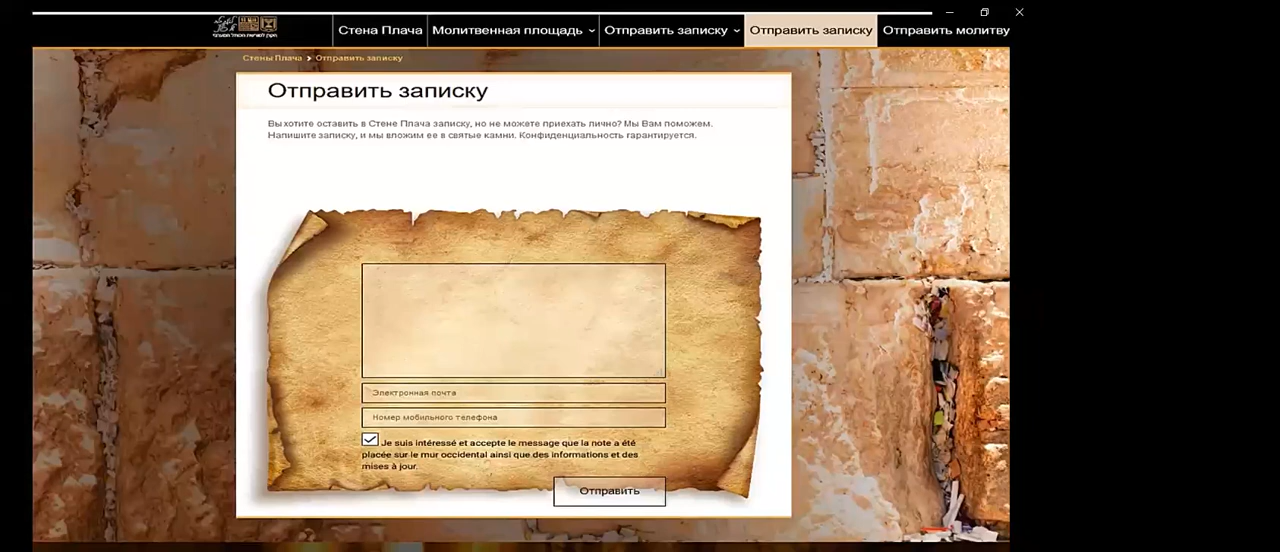 Стена Плача
Молитвенная площадь
Отправить записку
Отправить записку
Отправить молитву
Стены Плача > Отправить записку
Отправить записку
Вы хотите оставить в Стене Плача записку, но не можете приехать лично? Мы Вам поможем.
Напишите записку, и мы вложим ее в святые камни. Конфиденциальность гарантируется.
Электронная почта
Номер мобильного телефона
Je suis intéressé et accepte le message que la note a été
placée sur le mur occidental ainsi que des informations et des
mises à jour.
Отправить